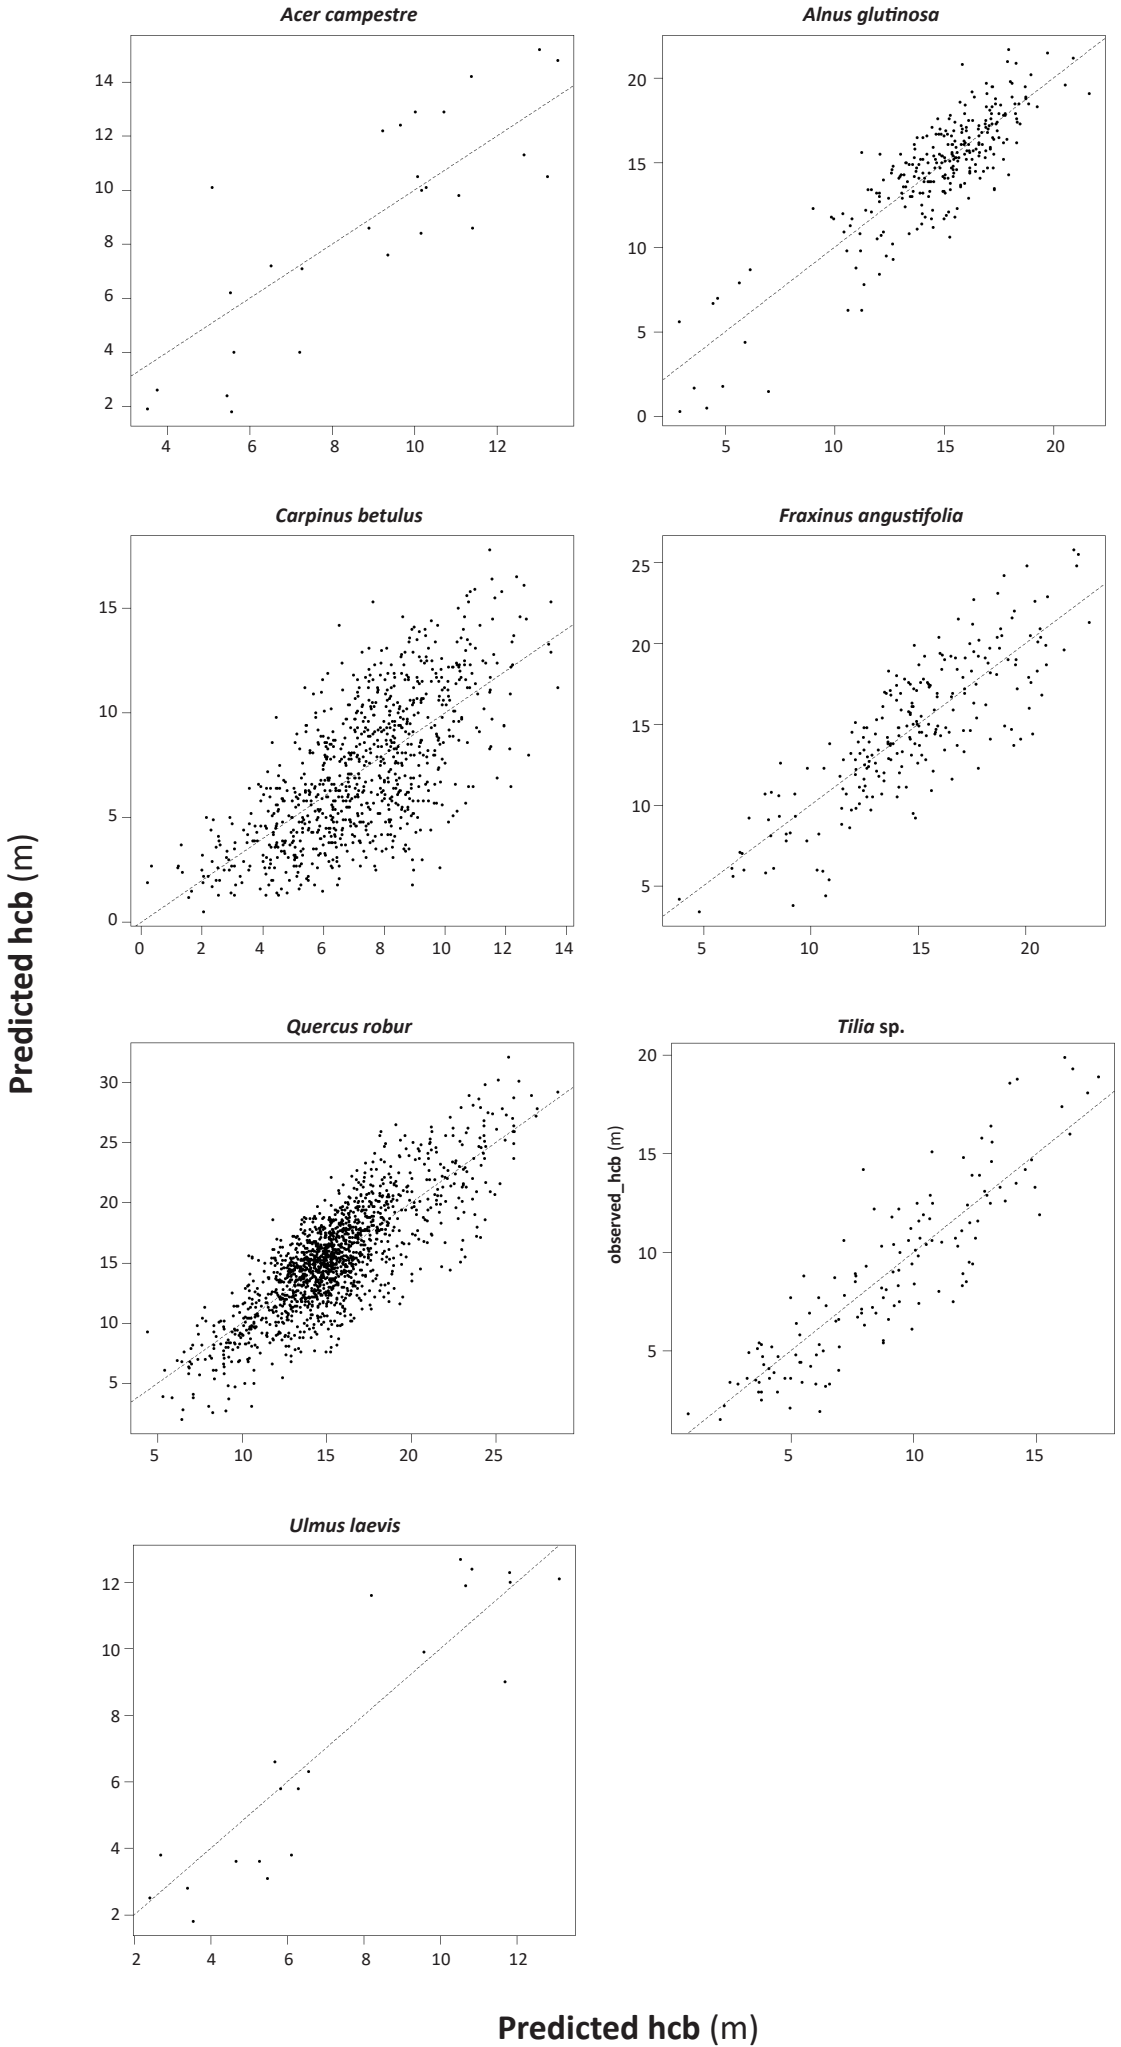 Acer campestre
14
12
10
8
6
4
2
4 6 8 10 12
Alnus glutinosa
20
15
10
5
0
5 10 15 20
Carpinus betulus
15
10
5
0
0 2 4 6 8 10 12 14
Fraxinus angustifolia
25
20
15
10
5
5 10 15 20
Predicted hcb (m)
Quercus robur
30
25
20
15
10
5
5 10 15 20 25
Tilia sp.
observed_hcb (m)
20
15
10
5
5 10 15
Ulmus laevis
12
10
8
6
4
2
2 4 6 8 10 12
Predicted hcb (m)